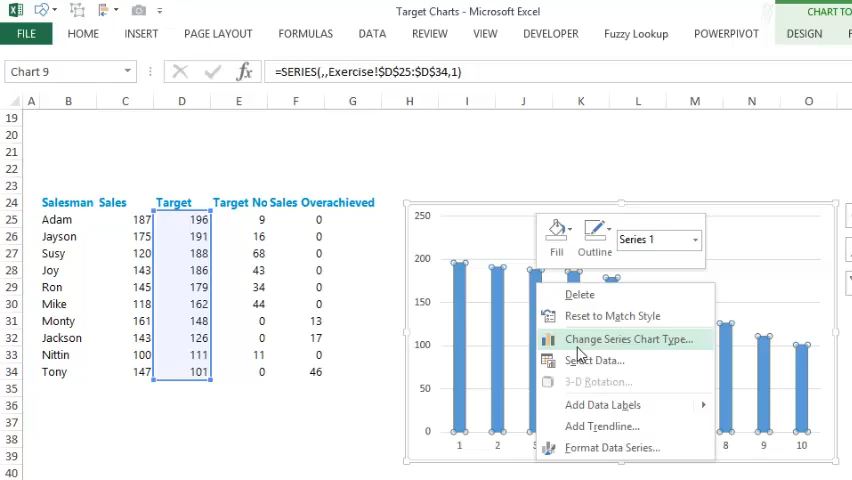 Target Charts - Microsoft Excel
CHART TO
FILE HOME INSERT PAGE LAYOUT FORMULAS DATA REVIEW VIEW DEVELOPER Fuzzy Lookup POWERPIVOT DESIGN
Chart 9 fx =SERIES(,,Exercise!$D$25:$D$34,1)
A B C D E F G H I J K L M N O
19
20
21
22
23
24 Salesman Sales Target Target No Sales Overachieved
25 Adam 187 196 9 0
26 Jayson 175 191 16 0
27 Susy 120 188 68 0
28 Joy 143 186 43 0
29 Ron 145 179 34 0
30 Mike 118 162 44 0
31 Monty 161 148 0 13
32 Jackson 143 126 0 17
33 Nittin 100 111 11 0
34 Tony 147 101 0 46
35
36
37
38
39
40
250
200
150
100
50
0
1 2 3 8 9 10
Series 1
Fill Outline
Delete
Reset to Match Style
Change Series Chart Type...
Select Data...
3-D Rotation...
Add Data Labels
Add Trendline...
Format Data Series...